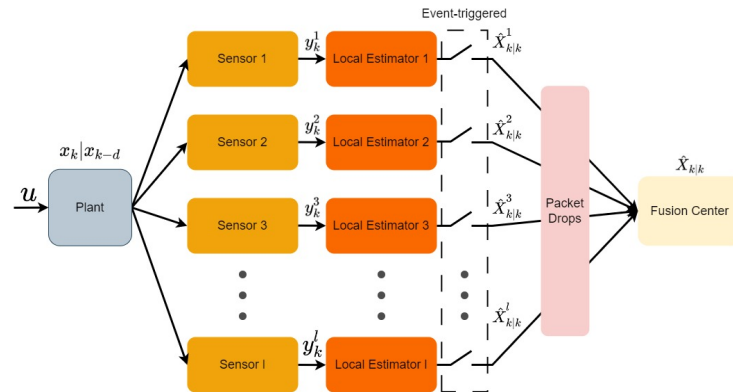 Event-triggered
Sensor 1
y_k^1
Local Estimator 1
X̂_{k|k}^1
Sensor 2
y_k^2
Local Estimator 2
X̂_{k|k}^2
x_k|x_{k-d}
u
Plant
Sensor 3
y_k^3
Local Estimator 3
X̂_{k|k}^3
Packet
Drops
X̂_{k|k}
Fusion Center
Sensor l
y_k^l
Local Estimator l
X̂_{k|k}^l